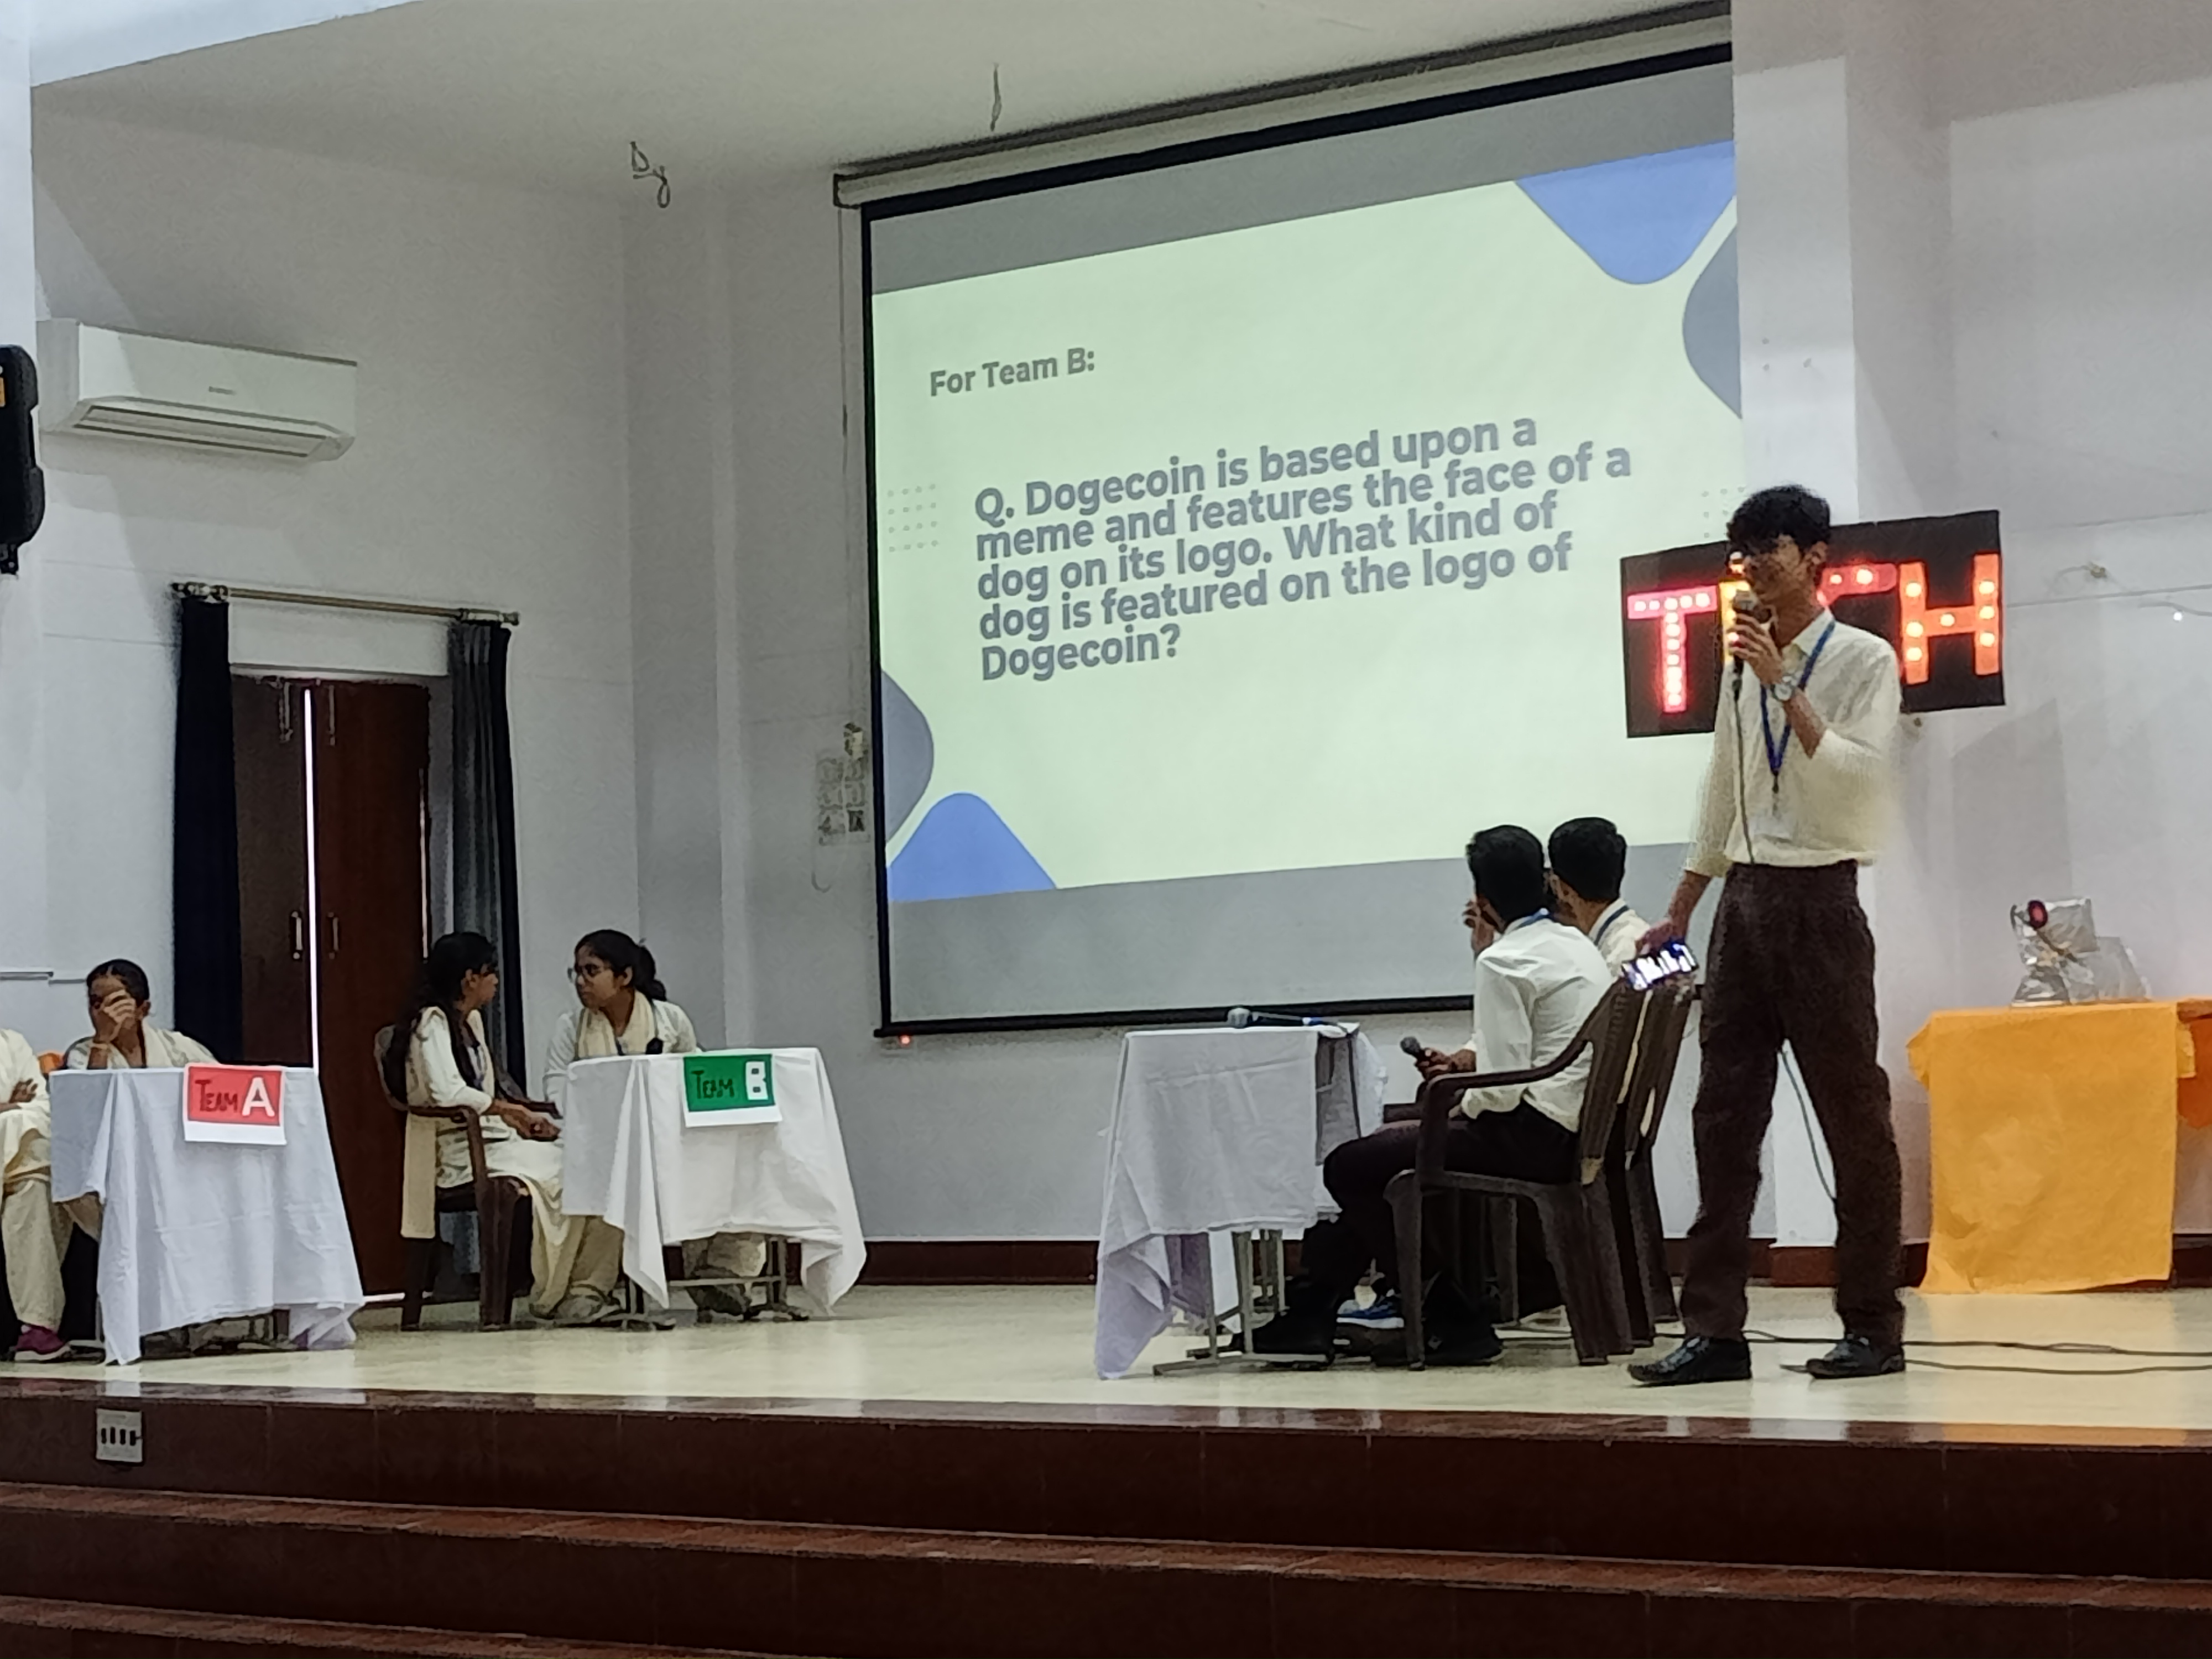 For Team B:
Q. Dogecoin is based upon a
meme and features the face of a
dog on its logo. What kind of
dog is featured on the logo of
Dogecoin?
TEAM A
TEAM B